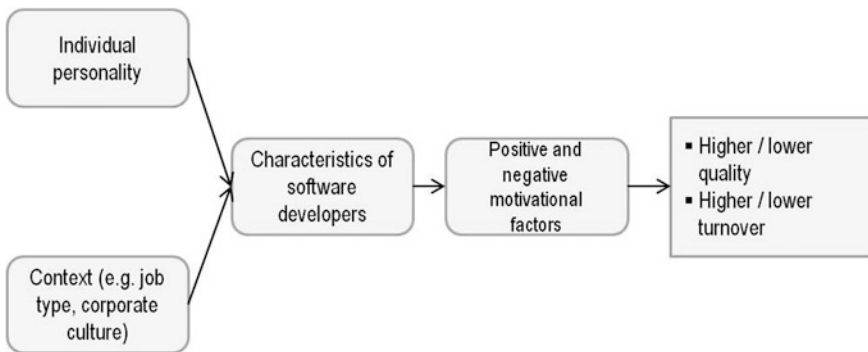 Individual
personality
Context (e.g. job
type, corporate
culture)
Characteristics of
software
developers
Positive and
negative
motivational
factors
▪ Higher / lower
quality
▪ Higher / lower
turnover